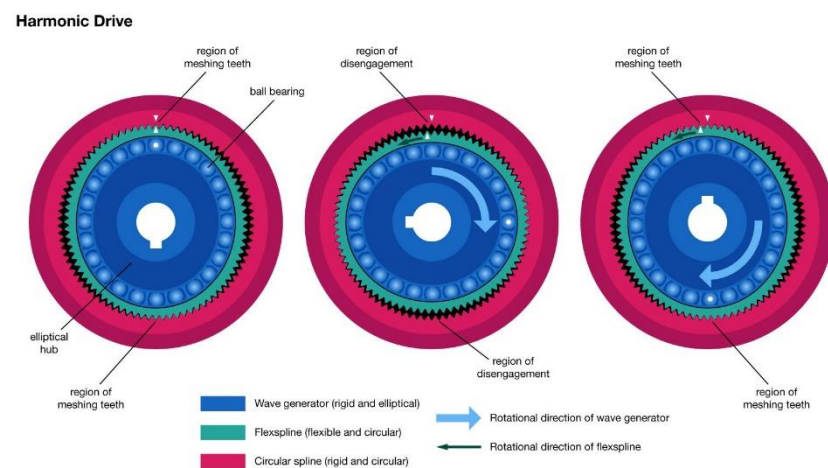 Harmonic Drive
region of
meshing teeth
ball bearing
region of
disengagement
region of
meshing teeth
elliptical
hub
region of
meshing teeth
region of
disengagement
region of
meshing teeth
Wave generator (rigid and elliptical)
Flexspline (flexible and circular)
Circular spline (rigid and circular)
Rotational direction of wave generator
Rotational direction of flexspline